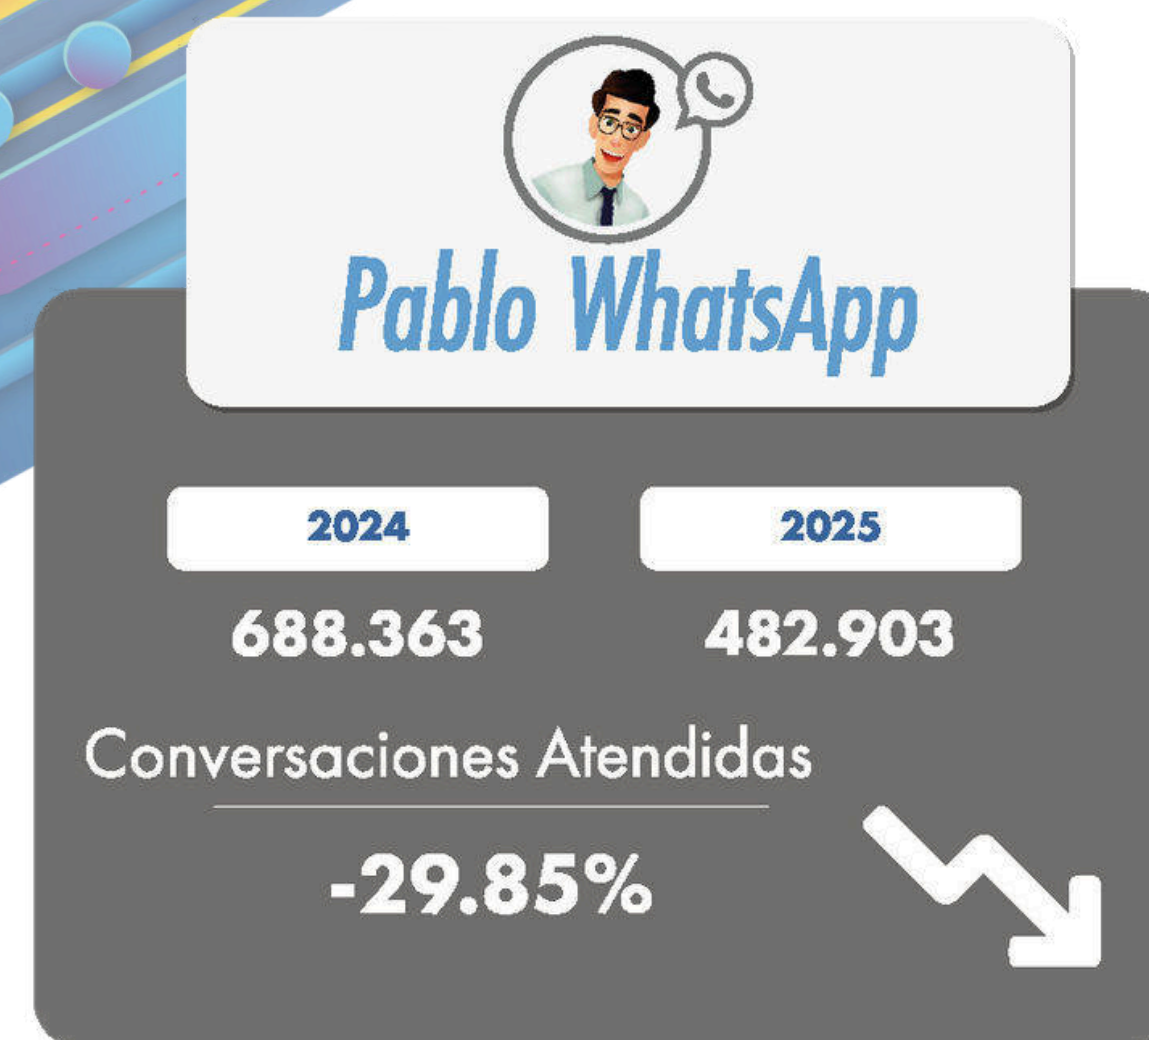 Pablo WhatsApp
2024
2025
688.363
482.903
Conversaciones Atendidas
-29.85%